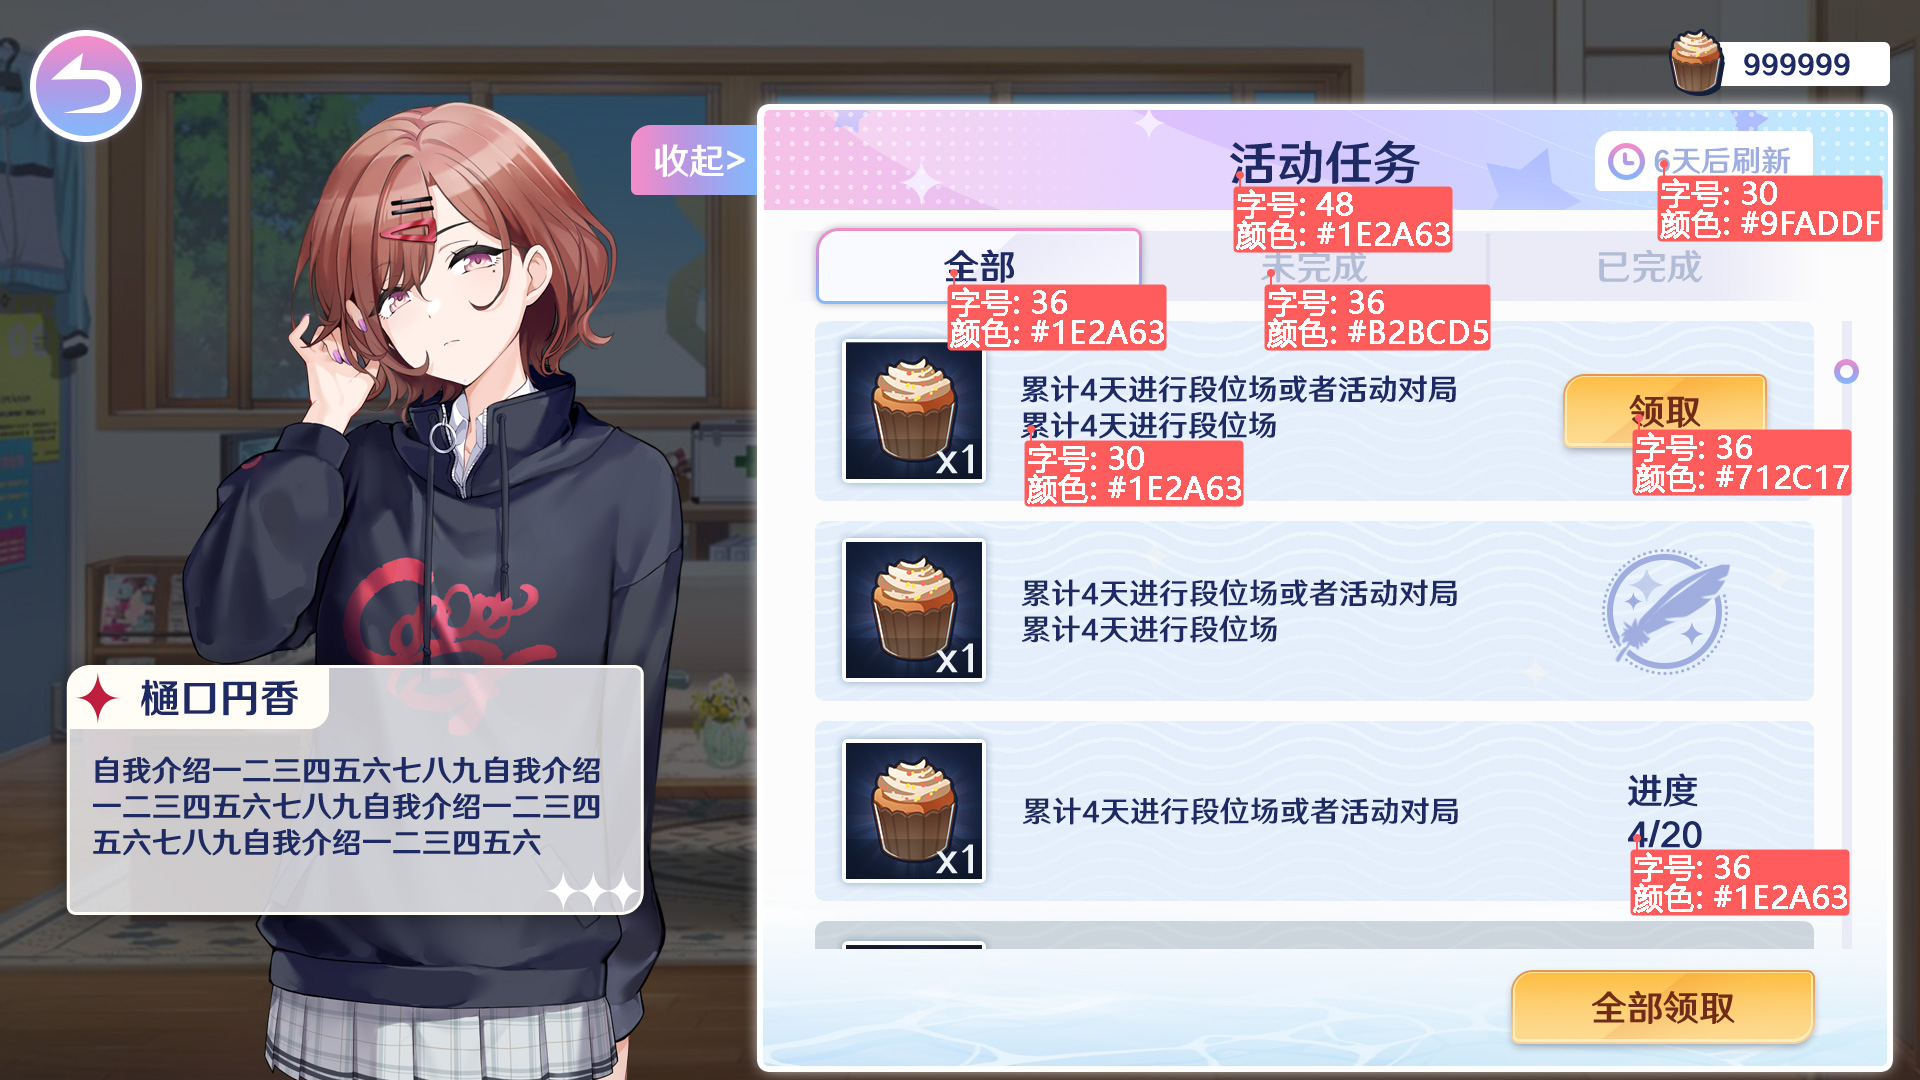 999999
收起>
活动任务
6天后刷新
字号: 48
颜色: #1E2A63
字号: 30
颜色: #9FADDF
全部
未完成
已完成
字号: 36
颜色: #1E2A63
字号: 36
颜色: #B2BCD5
x1
累计4天进行段位场或者活动对局
累计4天进行段位场
领取
字号: 30
颜色: #1E2A63
字号: 36
颜色: #712C17
x1
累计4天进行段位场或者活动对局
累计4天进行段位场
x1
累计4天进行段位场或者活动对局
进度
4/20
字号: 36
颜色: #1E2A63
全部领取
樋口円香
自我介绍一二三四五六七八九自我介绍
一二三四五六七八九自我介绍一二三四
五六七八九自我介绍一二三四五六